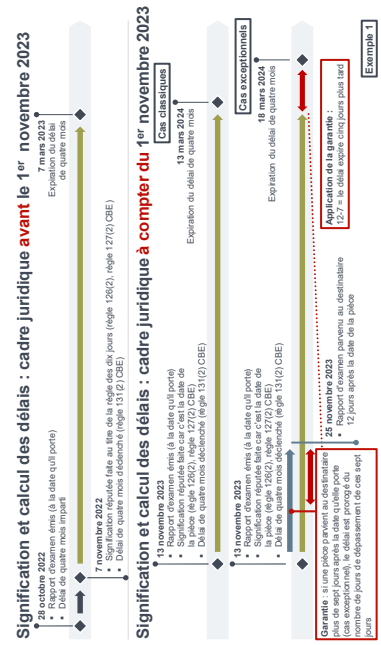 Signification et calcul des délais : cadre juridique avant le 1er novembre 2023
28 octobre 2022
▪ Rapport d'examen émis (à la date qu'il porte)
▪ Délai de quatre mois imparti
7 mars 2023
Expiration du délai
de quatre mois
7 novembre 2022
▪ Signification réputée faite au titre de la règle des dix jours (règle 126(2), règle 127(2) CBE)
▪ Délai de quatre mois déclenché (règle 131(2) CBE)
Signification et calcul des délais : cadre juridique à compter du 1er novembre 2023
Cas classiques
13 novembre 2023
▪ Rapport d'examen émis (à la date qu'il porte)
▪ Signification réputée faite car c'est la date de
la pièce (règle 126(2), règle 127(2) CBE)
▪ Délai de quatre mois déclenché (règle 131(2) CBE)
13 mars 2024
Expiration du délai de quatre mois
Cas exceptionnels
13 novembre 2023
▪ Rapport d'examen émis (à la date qu'il porte)
▪ Signification réputée faite car c'est la date de
la pièce (règle 126(2), règle 127(2) CBE)
▪ Délai de quatre mois déclenché (règle 131(2) CBE)
18 mars 2024
Expiration du délai de quatre mois
Garantie : si une pièce parvient au destinataire
plus de sept jours après la date qu'elle porte
(cas exceptionnel), le délai est prorogé du
nombre de jours de dépassement de ces sept
jours
25 novembre 2023
▪ Rapport d'examen parvenu au destinataire
12 jours après la date de la pièce
Application de la garantie :
12-7 = le délai expire cinq jours plus tard
Exemple 1